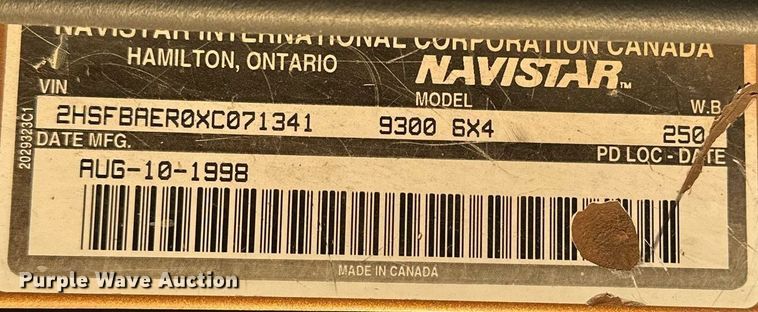 NAVISTAR INTERNATIONAL CORPORATION CANADA
HAMILTON, ONTARIO NAVISTAR™
VIN MODEL W.B
2HSFBAER0XC071341 9300 6X4 250
DATE MFG. PD LOC - DATE
AUG-10-1998
MADE IN CANADA
2029323C1
Purple Wave Auction